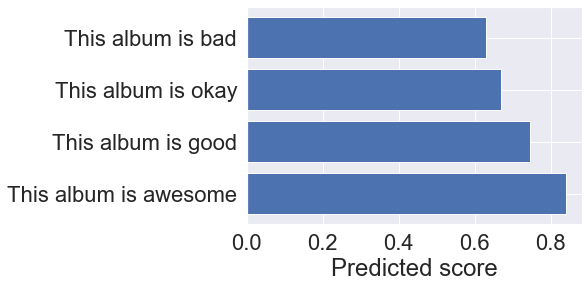 This album is bad
This album is okay
This album is good
This album is awesome
0.0 0.2 0.4 0.6 0.8
Predicted score